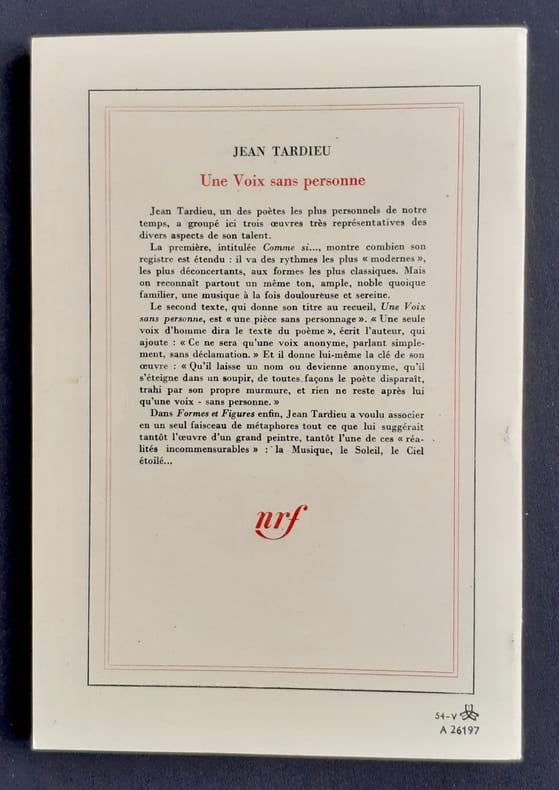 JEAN TARDIEU
Une Voix sans personne
Jean Tardieu, un des poètes les plus personnels de notre
temps, a groupé ici trois œuvres très représentatives des
divers aspects de son talent.
La première, intitulée Comme si..., montre combien son
registre est étendu : il va des rythmes les plus « modernes »,
les plus déconcertants, aux formes les plus classiques. Mais
on reconnaît partout un même ton, ample, noble quoique
familier, une musique à la fois douloureuse et sereine.
Le second texte, qui donne son titre au recueil, Une Voix
sans personne, est « une pièce sans personnage ». « Une seule
voix d'homme dira le texte du poème », écrit l'auteur, qui
ajoute : « Ce ne sera qu'une voix anonyme, parlant simple-
ment, sans déclamation. » Et il donne lui-même la clé de son
œuvre : « Qu'il laisse un nom ou devienne anonyme, qu'il
s'éteigne dans un soupir, de toutes façons le poète disparaît,
trahi par son propre murmure, et rien ne reste après lui
qu'une voix - sans personne. »
Dans Formes et Figures enfin, Jean Tardieu a voulu associer
en un seul faisceau de métaphores tout ce que lui suggérait
tantôt l'œuvre d'un grand peintre, tantôt l'une de ces « réa-
lités incommensurables » : la Musique, le Soleil, le Ciel
étoilé...
nrf
54-V
A 26197